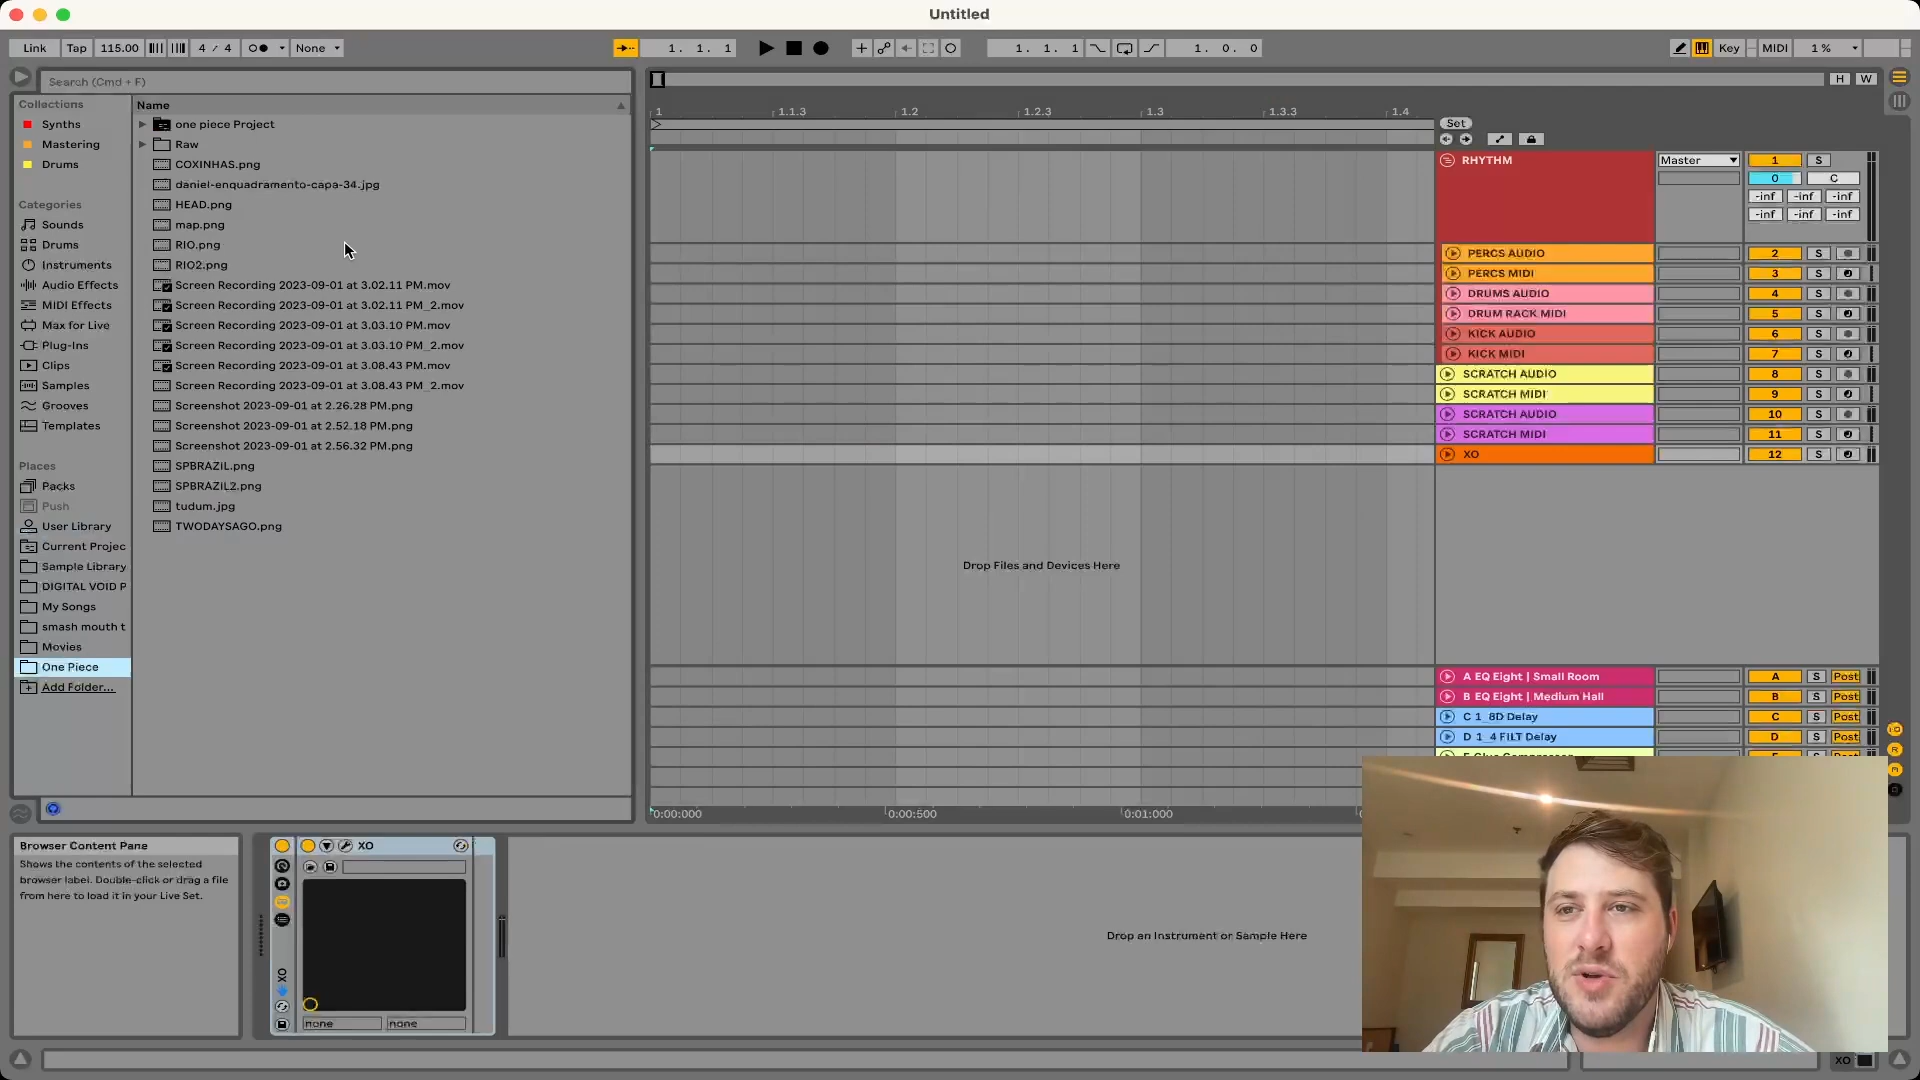 Untitled
Link Tap 115.00 4 / 4 None 1. 1. 1 1. 1. 1 1. 0. 0 Key MIDI 1 %
Search (Cmd + F)
H W
Collections
Synths
Mastering
Drums
Categories
Sounds
Drums
Instruments
Audio Effects
MIDI Effects
Max for Live
Plug-Ins
Clips
Samples
Grooves
Templates
Places
Packs
Push
User Library
Current Projec
Sample Library
DIGITAL VOID P
My Songs
smash mouth t
Movies
One Piece
Add Folder...
Name
one piece Project
Raw
COXINHAS.png
daniel-enquadramento-capa-34.jpg
HEAD.png
map.png
RIO.png
RIO2.png
Screen Recording 2023-09-01 at 3.02.11 PM.mov
Screen Recording 2023-09-01 at 3.02.11 PM_2.mov
Screen Recording 2023-09-01 at 3.03.10 PM.mov
Screen Recording 2023-09-01 at 3.03.10 PM_2.mov
Screen Recording 2023-09-01 at 3.08.43 PM.mov
Screen Recording 2023-09-01 at 3.08.43 PM_2.mov
Screenshot 2023-09-01 at 2.26.28 PM.png
Screenshot 2023-09-01 at 2.52.18 PM.png
Screenshot 2023-09-01 at 2.56.32 PM.png
SPBRAZIL.png
SPBRAZIL2.png
tudum.jpg
TWODAYSAGO.png
1 1.1.3 1.2 1.2.3 1.3 1.3.3 1.4
Set
RHYTHM Master 1 S
0 C
-inf -inf -inf
-inf -inf -inf
PERCS AUDIO 2 S
PERCS MIDI 3 S
DRUMS AUDIO 4 S
DRUM RACK MIDI 5 S
KICK AUDIO 6 S
KICK MIDI 7 S
SCRATCH AUDIO 8 S
SCRATCH MIDI 9 S
SCRATCH AUDIO 10 S
SCRATCH MIDI 11 S
XO 12 S
Drop Files and Devices Here
A EQ Eight | Small Room A S Post
B EQ Eight | Medium Hall B S Post
C 1_8D Delay C S Post
D 1_4 FILT Delay D S Post
0:00:000 0:00:500 0:01:000
Browser Content Pane
Shows the contents of the selected
browser label. Double-click or drag a file
from here to load it in your Live Set.
XO
XO
none none
Drop an Instrument or Sample Here
XO